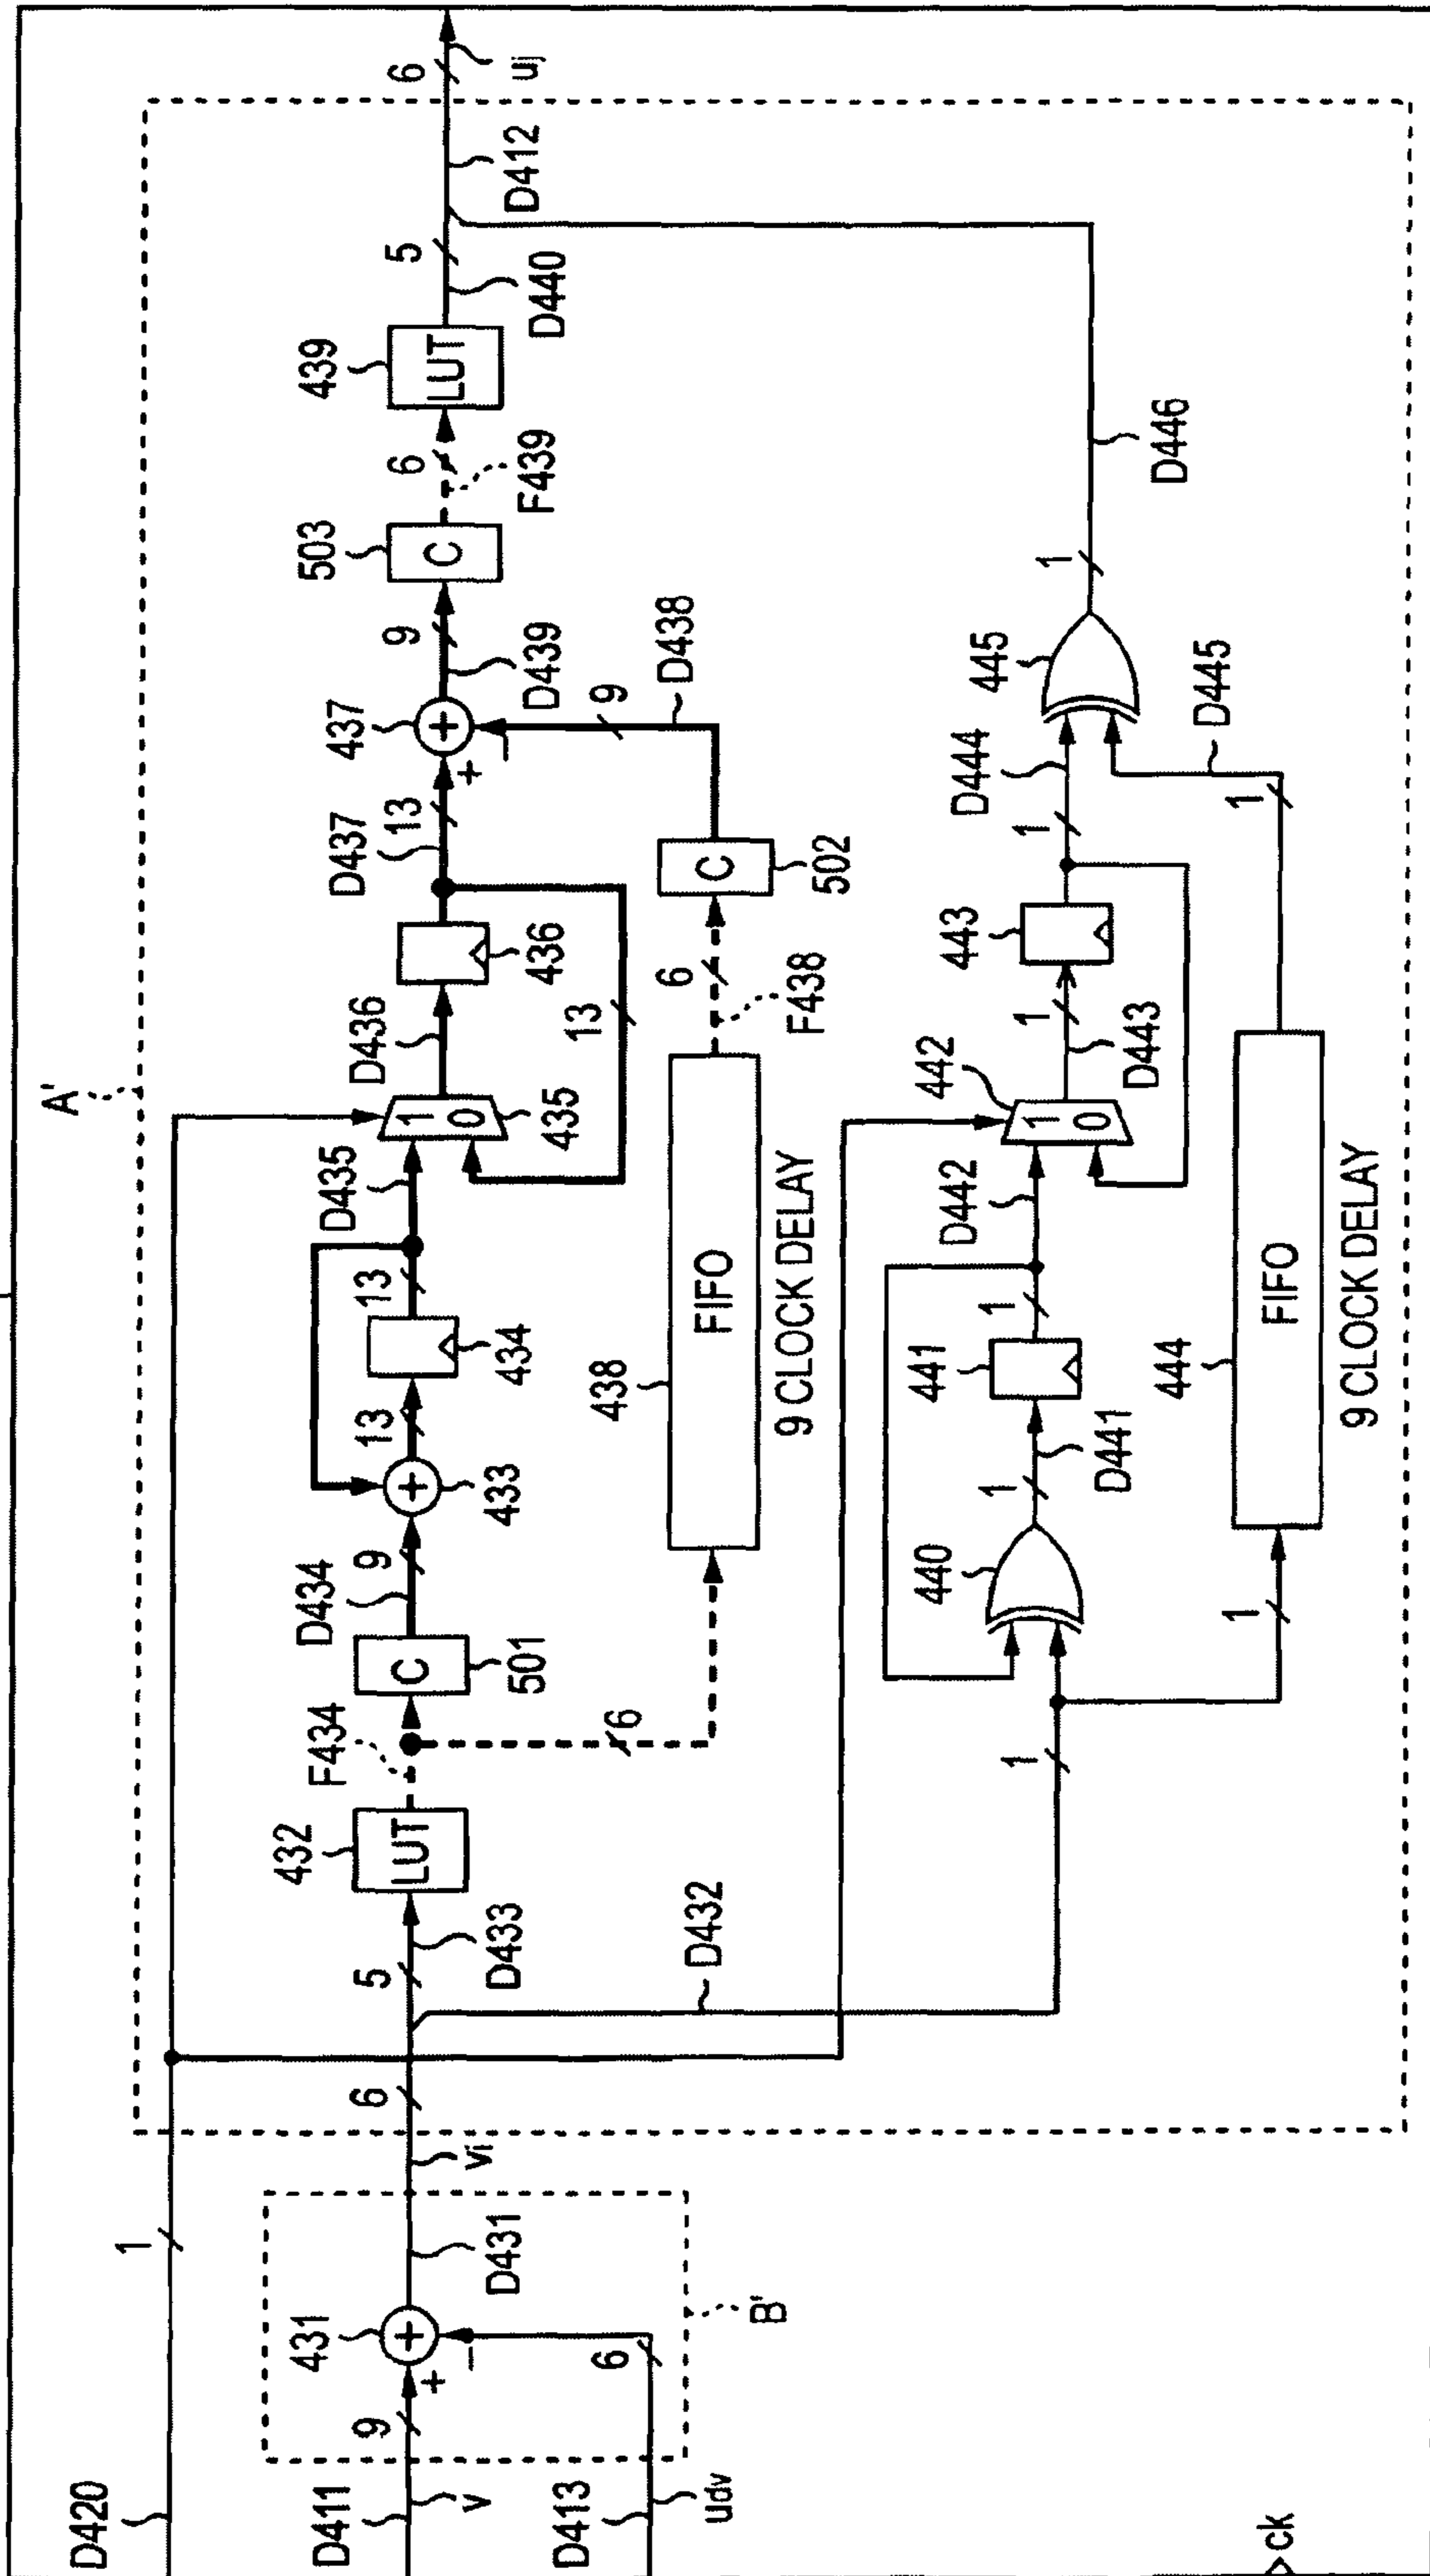 A'
D420
1
D411
v
9
+
431
–
6
D413
udv
B'
D431
vi
6
5
D433
D432
432
LUT
F434
6
C
501
D434
9
433
+
13
434
13
D435
1
0
435
D436
436
13
D437
13
+
437
+
–
D439
9
503
C
6
F439
439
LUT
5
D440
D412
6
uj
438
FIFO
9 CLOCK DELAY
6
F438
C
502
9
D438
1
440
1
D441
441
1
D442
442
1
0
D443
1
443
1
D444
445
1
D446
1
444
FIFO
9 CLOCK DELAY
1
D445
ck